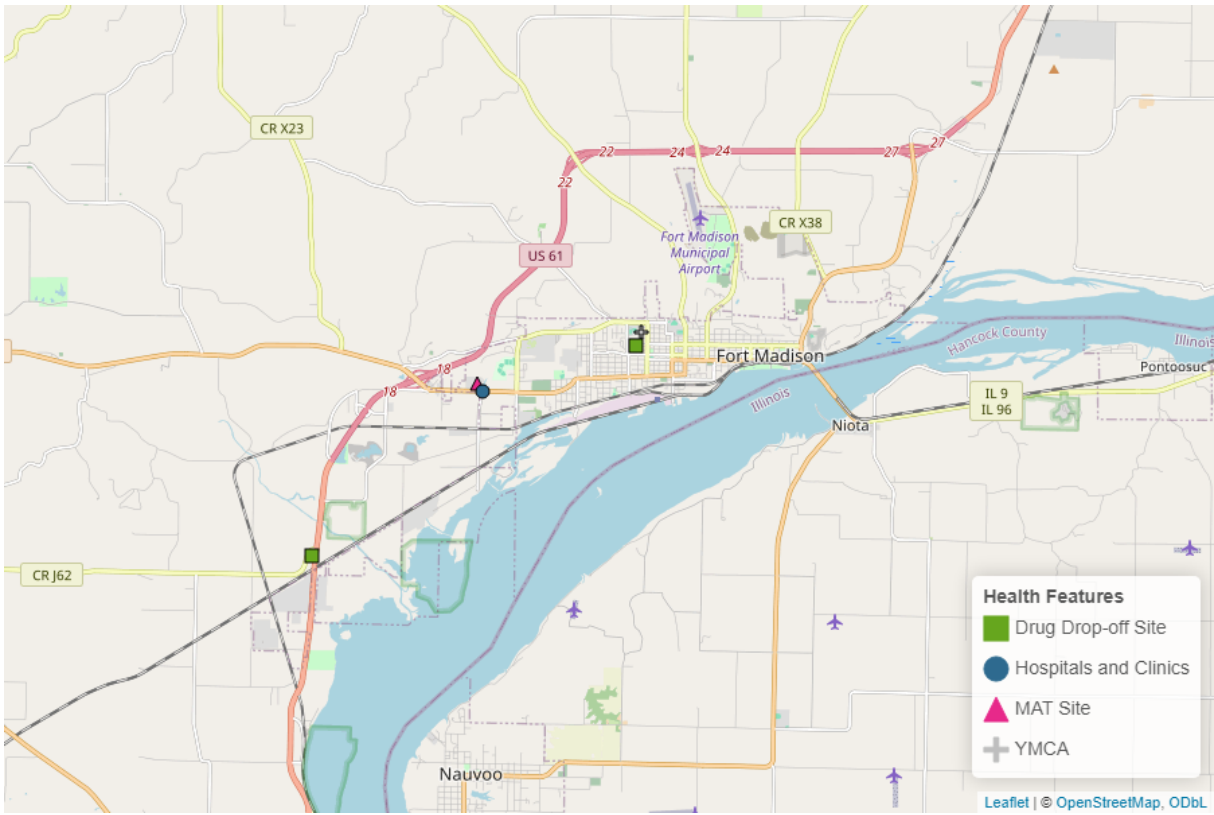 CR X23
22
24
24
27
27
22
CR X38
Fort Madison
Municipal
Airport
US 61
Hancock County
Illinois
Fort Madison
Pontoosuc
18
18
Illinois
IL 9
IL 96
Niota
CR J62
Health Features
Drug Drop-off Site
Hospitals and Clinics
MAT Site
YMCA
Nauvoo
Leaflet | © OpenStreetMap, ODbL